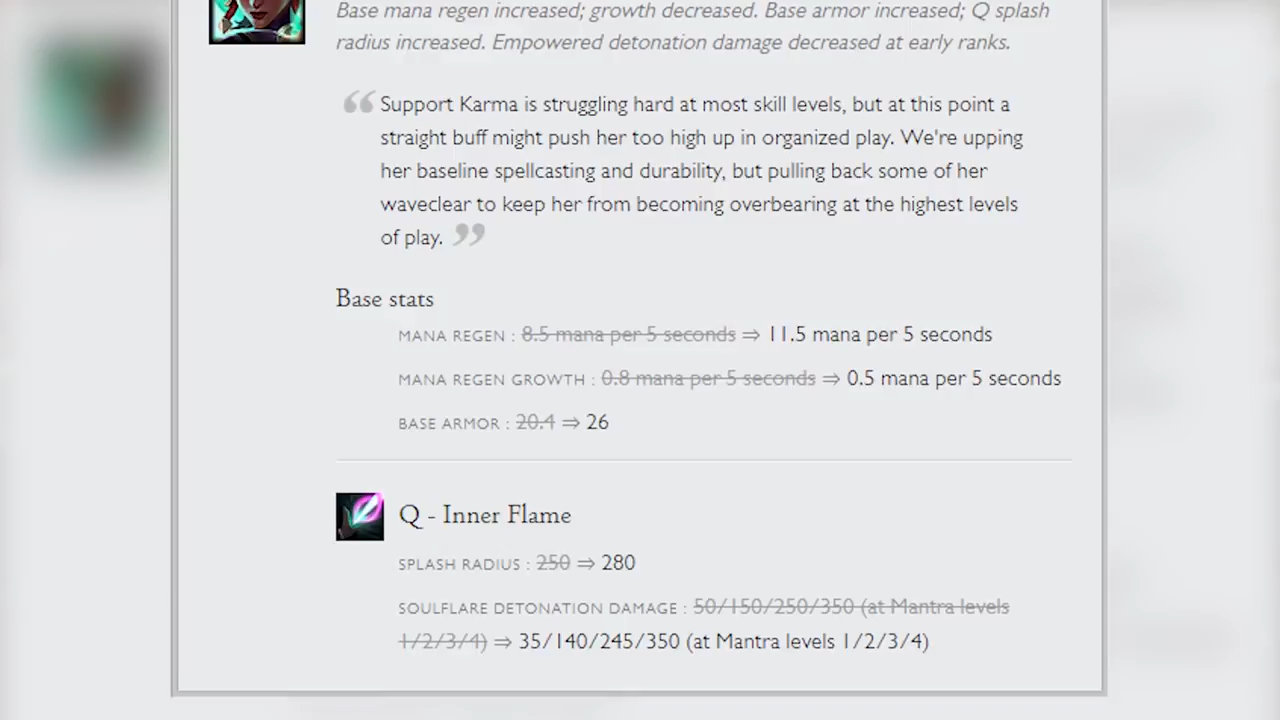 Base mana regen increased; growth decreased. Base armor increased; Q splash
radius increased. Empowered detonation damage decreased at early ranks.
“Support Karma is struggling hard at most skill levels, but at this point a
straight buff might push her too high up in organized play. We're upping
her baseline spellcasting and durability, but pulling back some of her
waveclear to keep her from becoming overbearing at the highest levels
of play. ”
Base stats
MANA REGEN : 8.5 mana per 5 seconds ⇒ 11.5 mana per 5 seconds
MANA REGEN GROWTH : 0.8 mana per 5 seconds ⇒ 0.5 mana per 5 seconds
BASE ARMOR : 20.4 ⇒ 26
Q - Inner Flame
SPLASH RADIUS : 250 ⇒ 280
SOULFLARE DETONATION DAMAGE : 50/150/250/350 (at Mantra levels
1/2/3/4) ⇒ 35/140/245/350 (at Mantra levels 1/2/3/4)